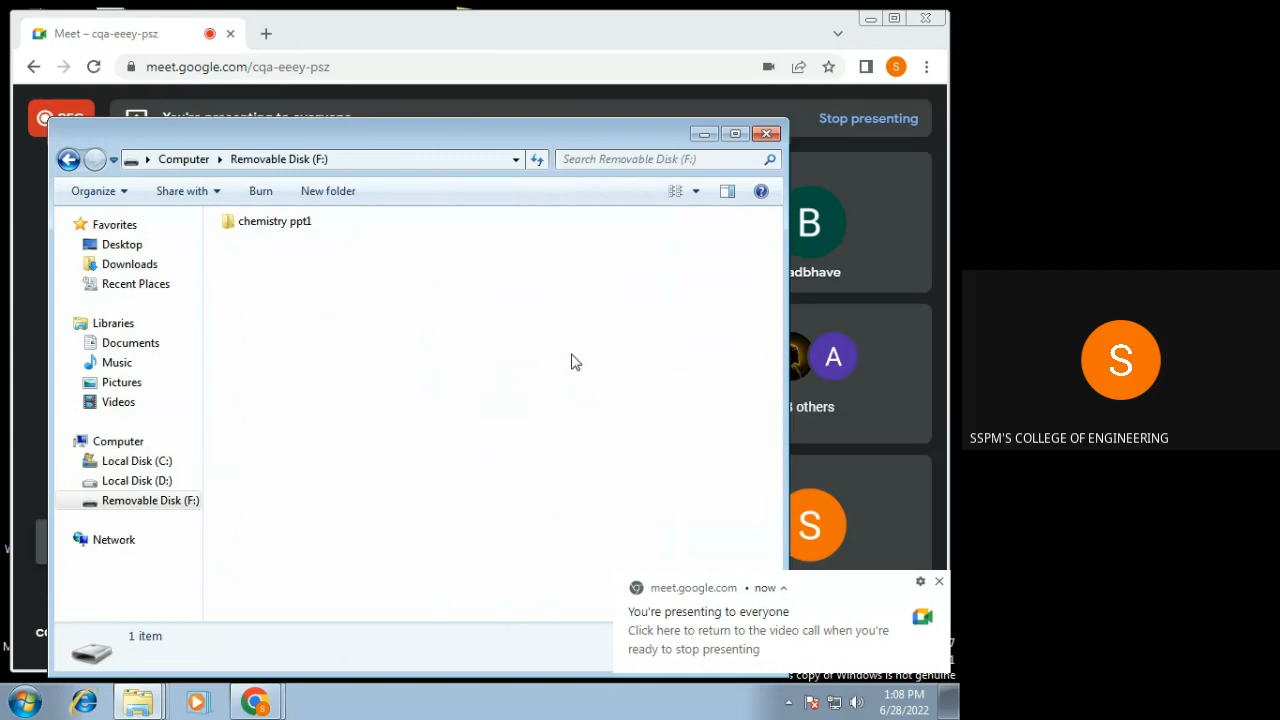 Meet – cqa-eeey-psz
meet.google.com/cqa-eeey-psz
S
Stop presenting
Computer
Removable Disk (F:)
Search Removable Disk (F:)
Organize
Share with
Burn
New folder
Favorites
Desktop
Downloads
Recent Places
Libraries
Documents
Music
Pictures
Videos
Computer
Local Disk (C:)
Local Disk (D:)
Removable Disk (F:)
Network
chemistry ppt1
1 item
B
adbhave
A
others
S
meet.google.com • now
You're presenting to everyone
Click here to return to the video call when you're
ready to stop presenting
copy of Windows is not genuine
1:08 PM
6/28/2022
S
SSPM'S COLLEGE OF ENGINEERING